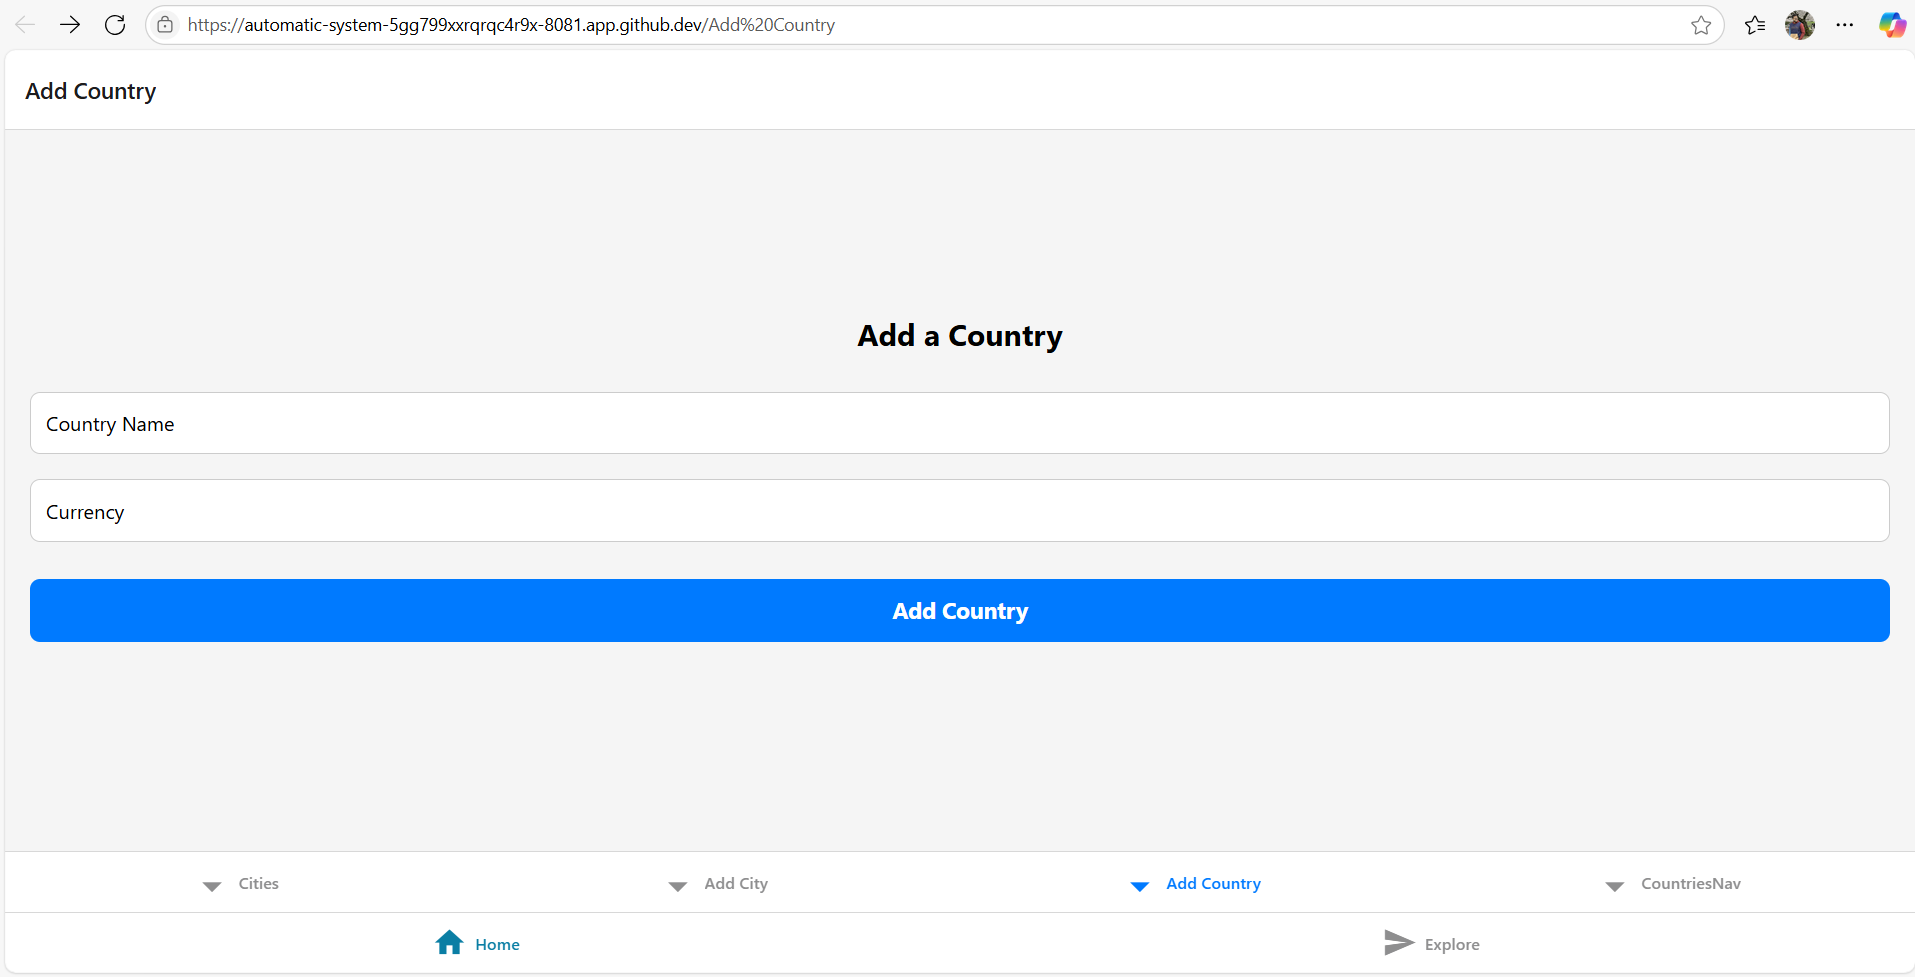 https://automatic-system-5gg799xxrqrqc4r9x-8081.app.github.dev/Add%20Country
Add Country
Add a Country
Country Name
Currency
Add Country
Cities Add City Add Country CountriesNav
Home Explore